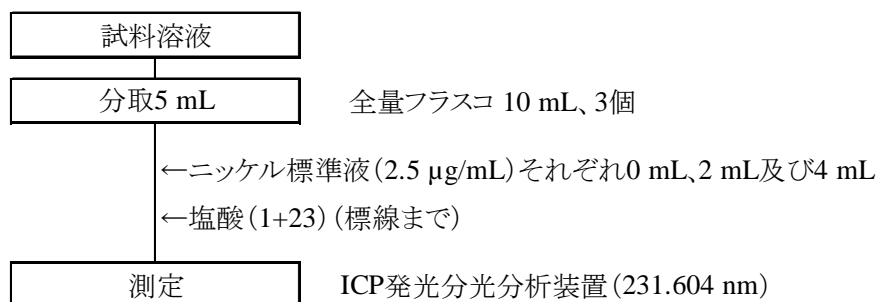 試料溶液
分取5 mL 全量フラスコ 10 mL、3個
←ニッケル標準液(2.5 µg/mL)それぞれ0 mL、2 mL及び4 mL
←塩酸(1+23) (標線まで)
測定 ICP発光分光分析装置(231.604 nm)